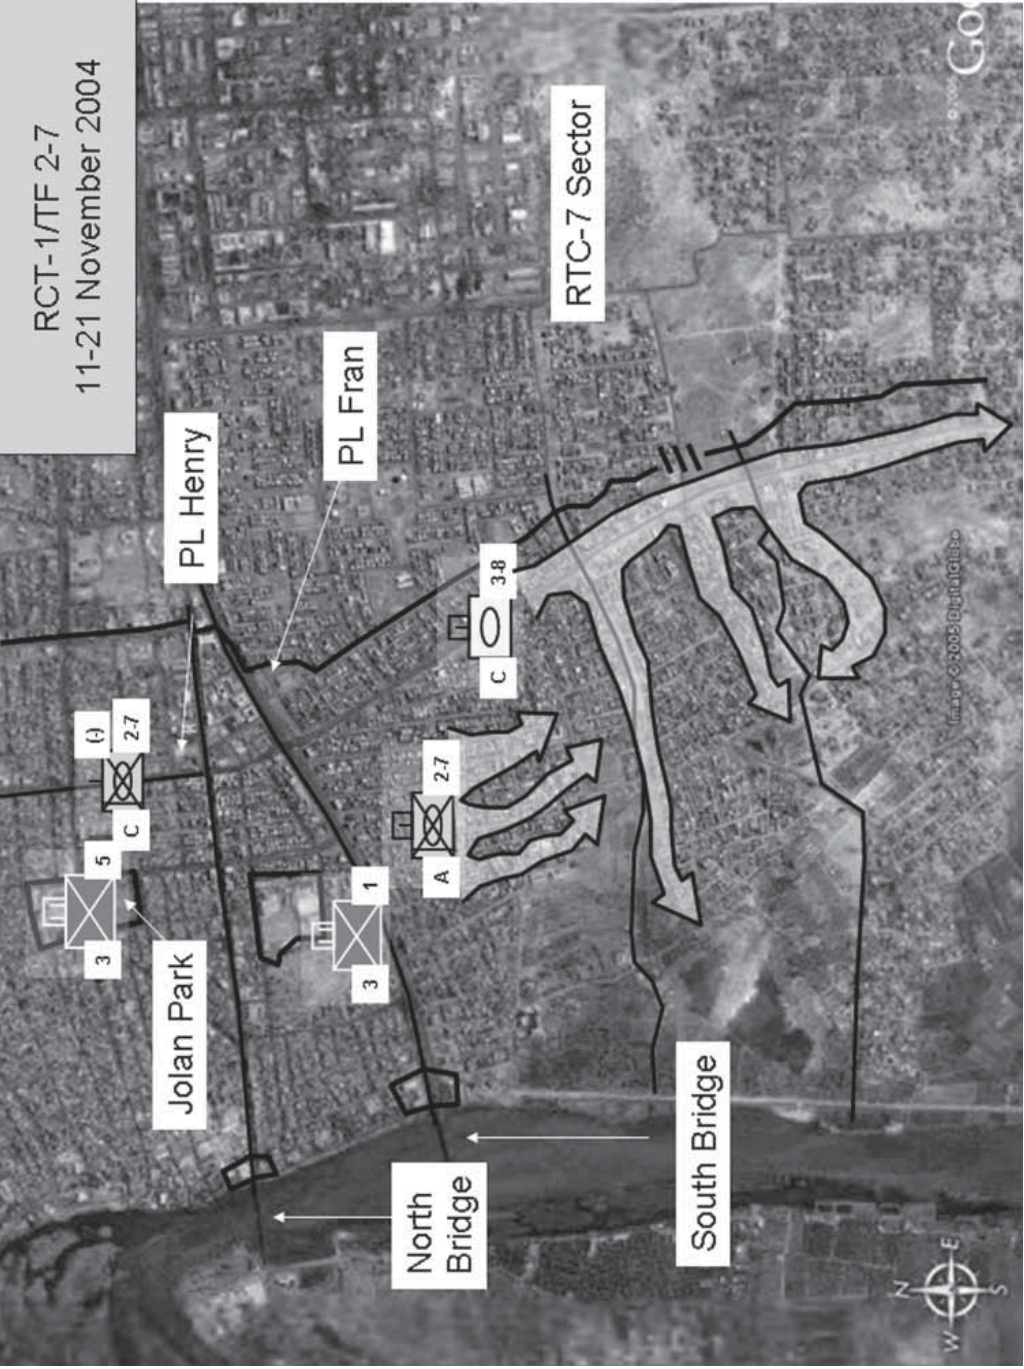 RCT-1/TF 2-7
11-21 November 2004
PL Henry
PL Fran
RTC-7 Sector
(-)
C
2-7
3
5
Jolan Park
3
1
A
2-7
C
3-8
North
Bridge
South Bridge
N
W
E
S
Image © 2005 DigitalGlobe
Goo